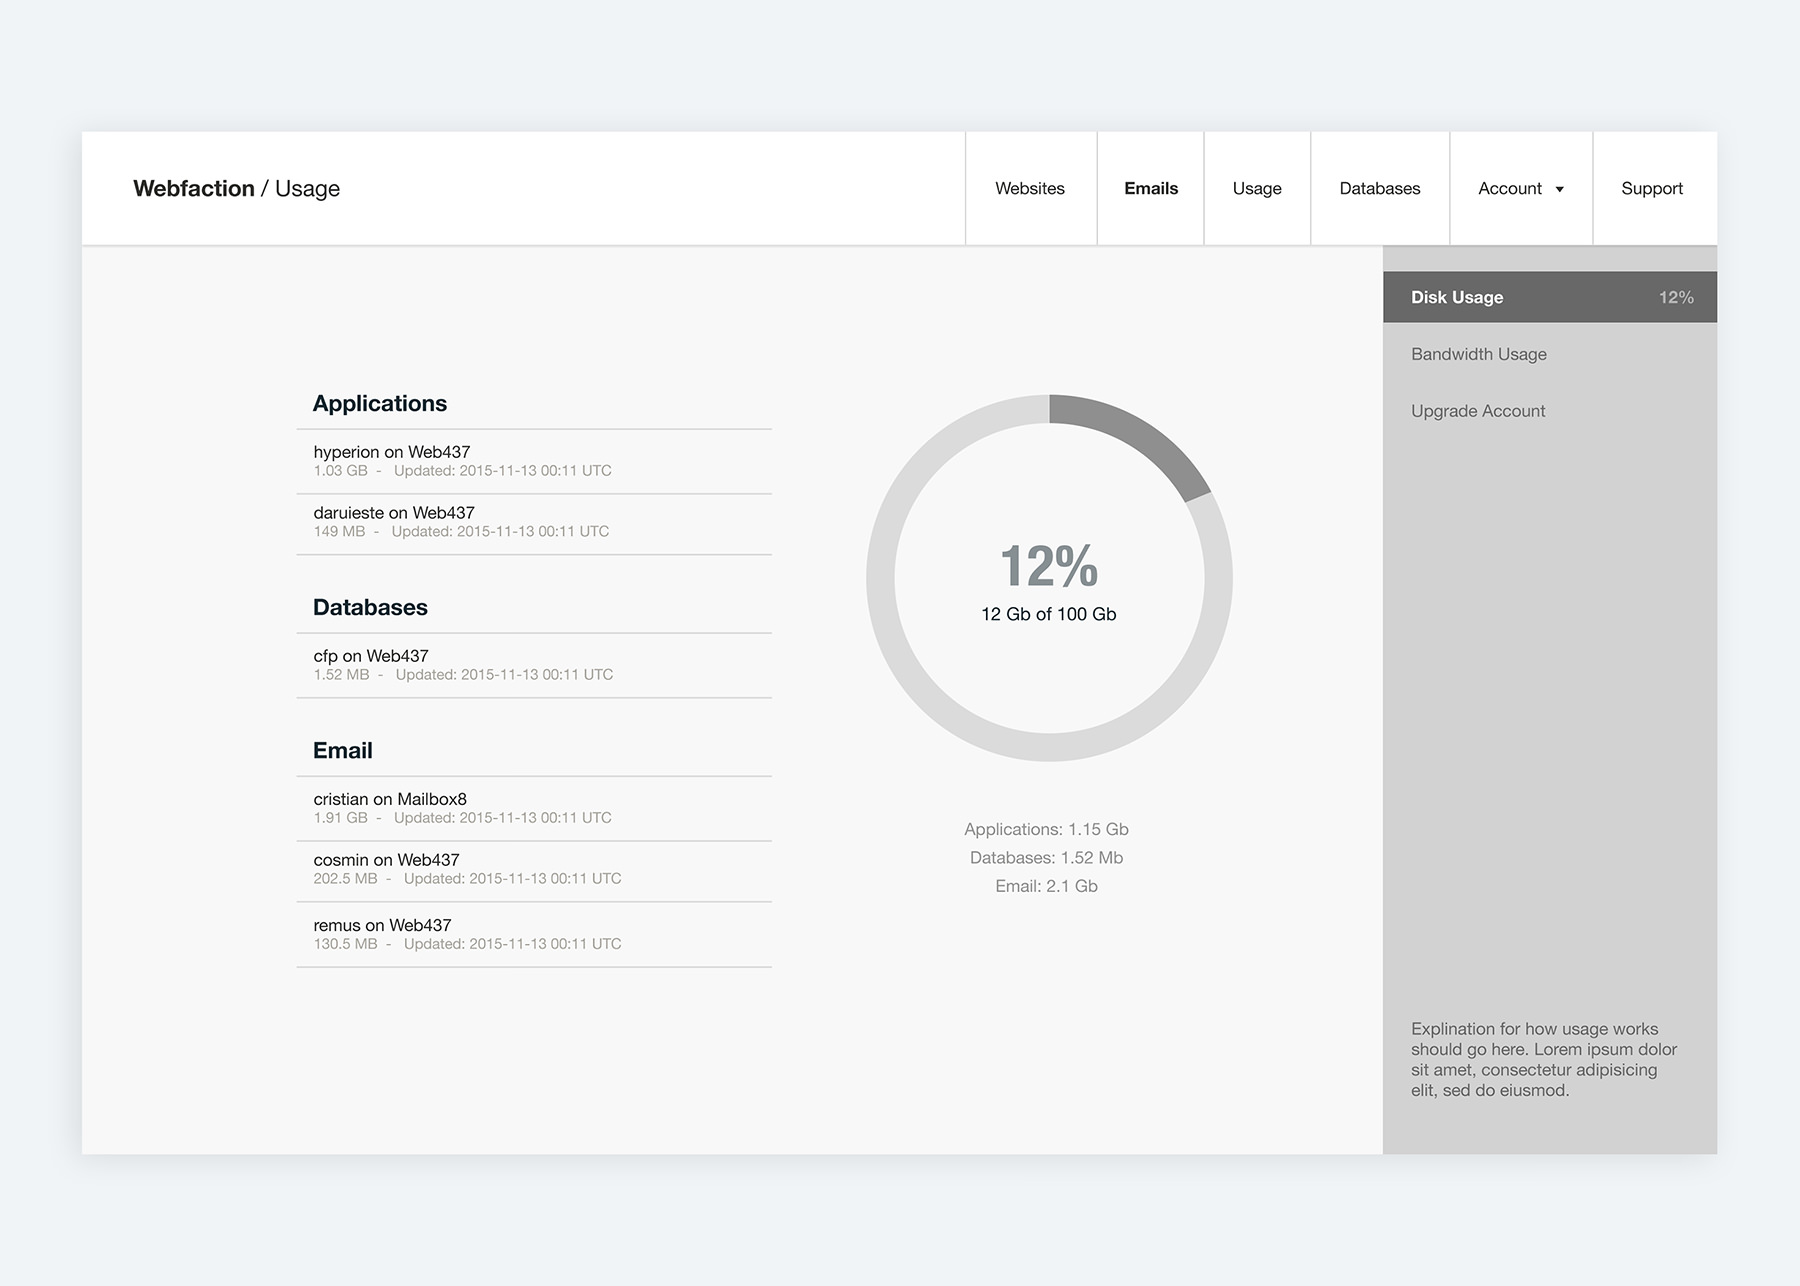 Webfaction / Usage
Websites
Emails
Usage
Databases
Account
Support
Applications
hyperion on Web437
1.03 GB - Updated: 2015-11-13 00:11 UTC
daruieste on Web437
149 MB - Updated: 2015-11-13 00:11 UTC
Databases
cfp on Web437
1.52 MB - Updated: 2015-11-13 00:11 UTC
Email
cristian on Mailbox8
1.91 GB - Updated: 2015-11-13 00:11 UTC
cosmin on Web437
202.5 MB - Updated: 2015-11-13 00:11 UTC
remus on Web437
130.5 MB - Updated: 2015-11-13 00:11 UTC
12%
12 Gb of 100 Gb
Applications: 1.15 Gb
Databases: 1.52 Mb
Email: 2.1 Gb
Disk Usage 12%
Bandwidth Usage
Upgrade Account
Explination for how usage works
should go here. Lorem ipsum dolor
sit amet, consectetur adipisicing
elit, sed do eiusmod.